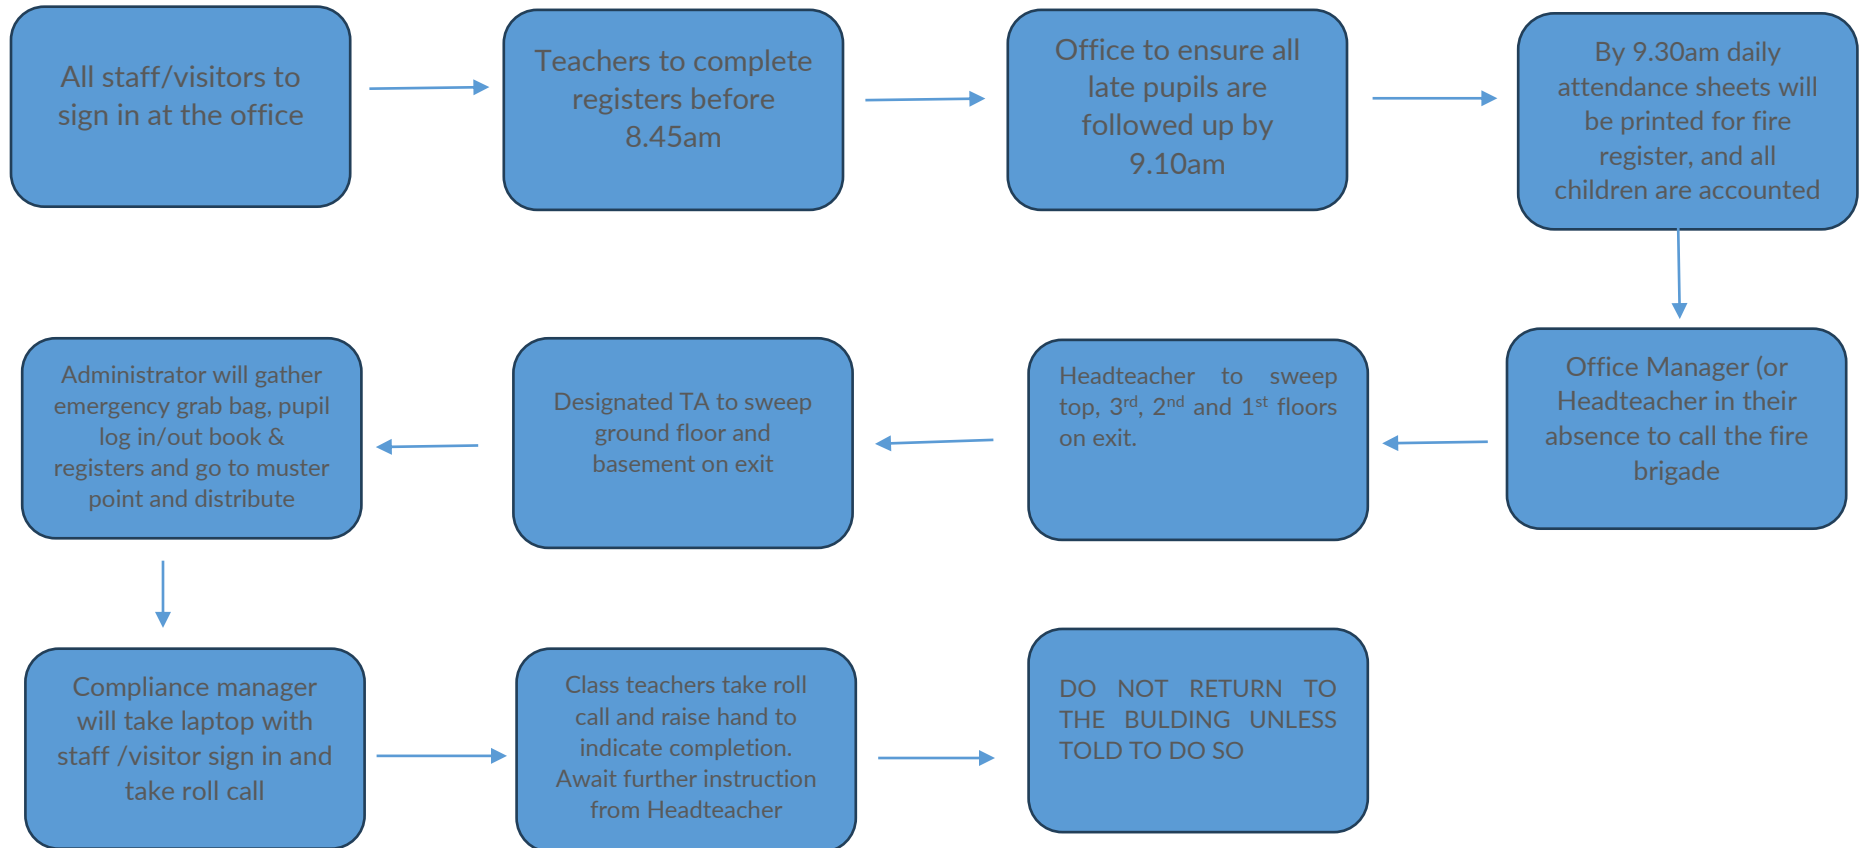 All staff/visitors to
sign in at the office
Teachers to complete
registers before
8.45am
Office to ensure all
late pupils are
followed up by
9.10am
By 9.30am daily
attendance sheets will
be printed for fire
register, and all
children are accounted
Office Manager (or
Headteacher in their
absence to call the fire
brigade
Headteacher to sweep
top, 3rd, 2nd and 1st floors
on exit.
Designated TA to sweep
ground floor and
basement on exit
Administrator will gather
emergency grab bag, pupil
log in/out book &
registers and go to muster
point and distribute
Compliance manager
will take laptop with
staff /visitor sign in and
take roll call
Class teachers take roll
call and raise hand to
indicate completion.
Await further instruction
from Headteacher
DO NOT RETURN TO
THE BULDING UNLESS
TOLD TO DO SO